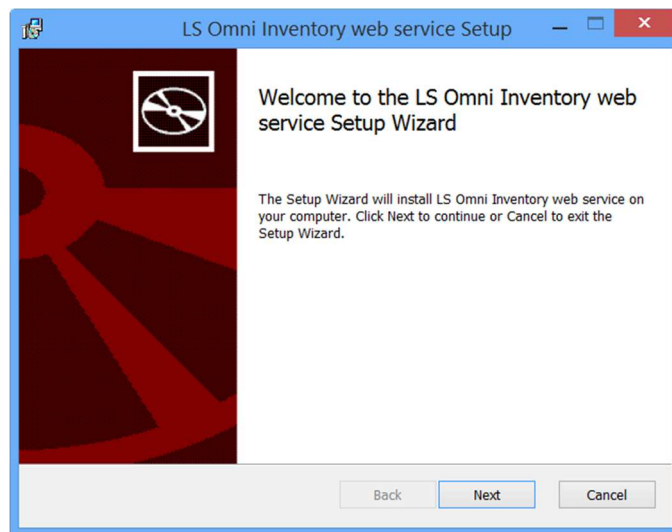 LS Omni Inventory web service Setup
Welcome to the LS Omni Inventory web
service Setup Wizard
The Setup Wizard will install LS Omni Inventory web service on
your computer. Click Next to continue or Cancel to exit the
Setup Wizard.
Back
Next
Cancel